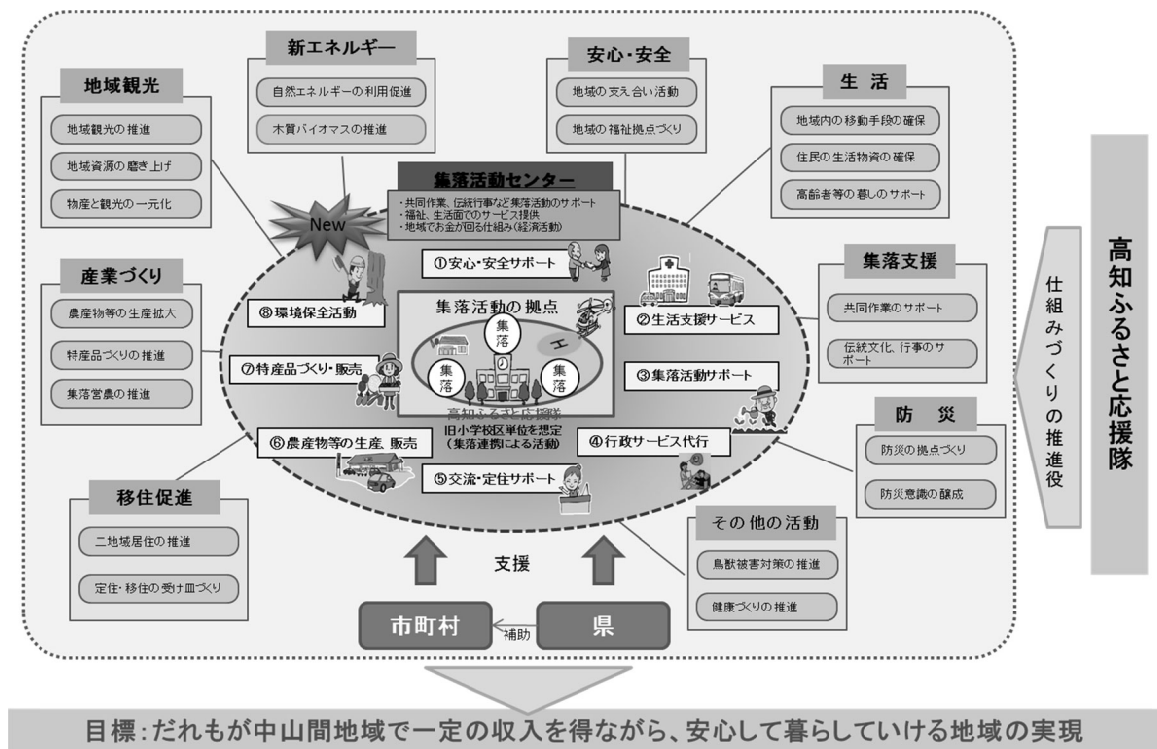 新エネルギー
自然エネルギーの利用促進
木質バイオマスの推進
安心・安全
地域の支え合い活動
地域の福祉拠点づくり
地域観光
地域観光の推進
地域資源の磨き上げ
物産と観光の一元化
生 活
地域内の移動手段の確保
住民の生活物資の確保
高齢者等の暮しのサポート
集落活動センター
・共同作業、伝統行事など集落活動のサポート
・福祉、生活面でのサービス提供
・地域でお金が回る仕組み(経済活動)
New
①安心・安全サポート
②生活支援サービス
③集落活動サポート
④行政サービス代行
⑤交流・定住サポート
⑥農産物等の生産、販売
⑦特産品づくり・販売
⑧環境保全活動
集落活動の拠点
集落
集落
集落
エ
高知ふるさと応援隊
旧小学校区単位を想定
(集落連携による活動)
産業づくり
農産物等の生産拡大
特産品づくりの推進
集落営農の推進
集落支援
共同作業のサポート
伝統文化、行事のサ
ポート
防 災
防災の拠点づくり
防災意識の醸成
移住促進
二地域居住の推進
定住・移住の受け皿づくり
その他の活動
鳥獣被害対策の推進
健康づくりの推進
支援
市町村
補助
県
仕組みづくりの推進役
高知ふるさと応援隊
目標:だれもが中山間地域で一定の収入を得ながら、安心して暮らしていける地域の実現